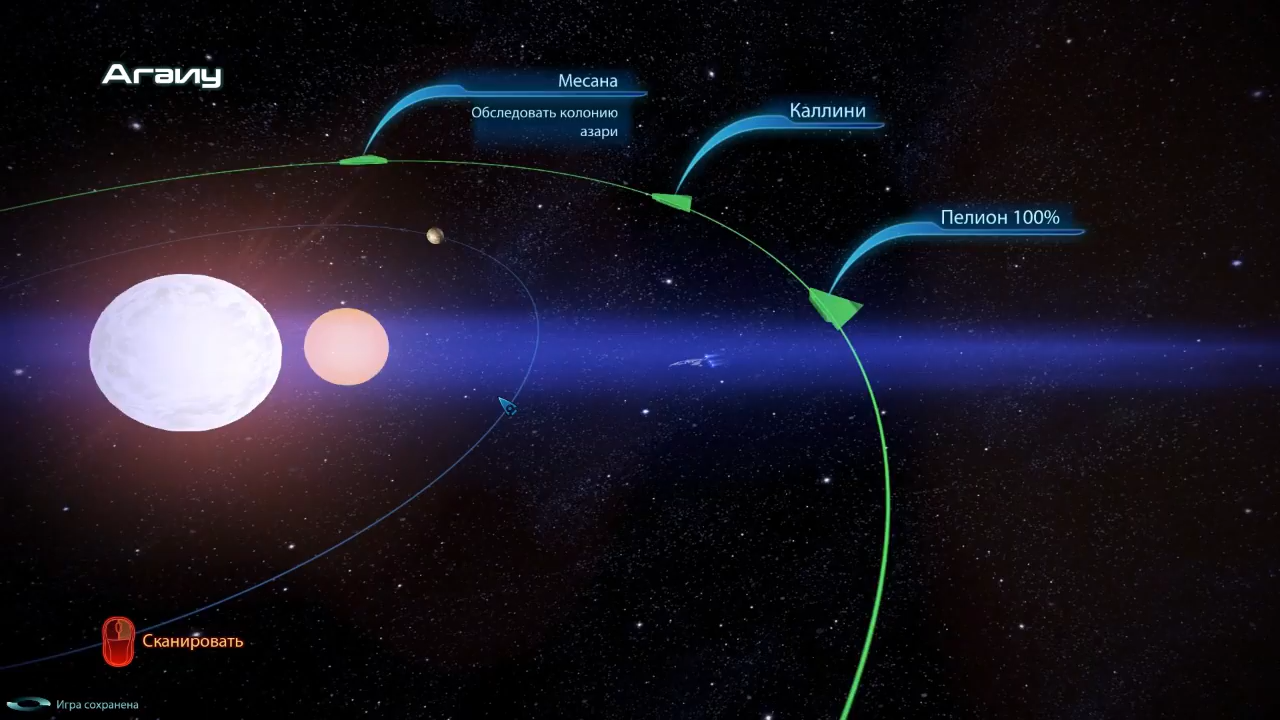 Агаиу
Месана
Обследовать колонию
азари
Каллини
Пелион 100%
Сканировать
Игра сохранена